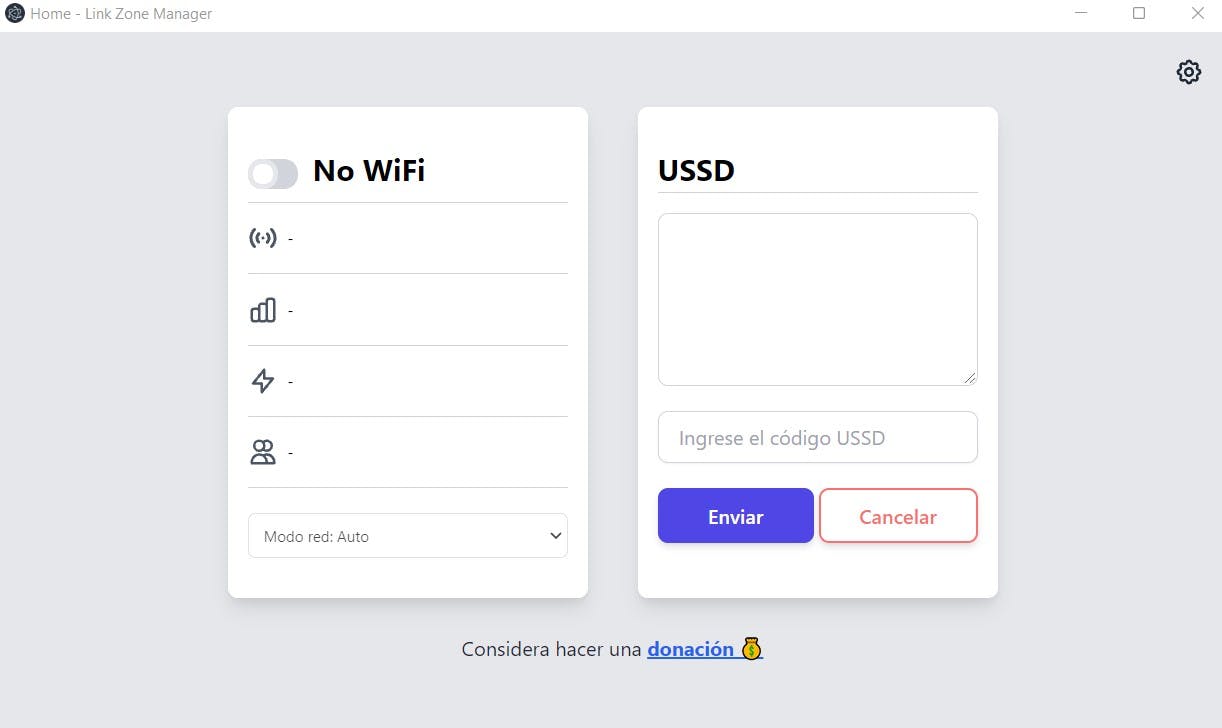 Home - Link Zone Manager
No WiFi
-
-
-
-
Modo red: Auto
USSD
Ingrese el código USSD
Enviar
Cancelar
Considera hacer una donación 💰